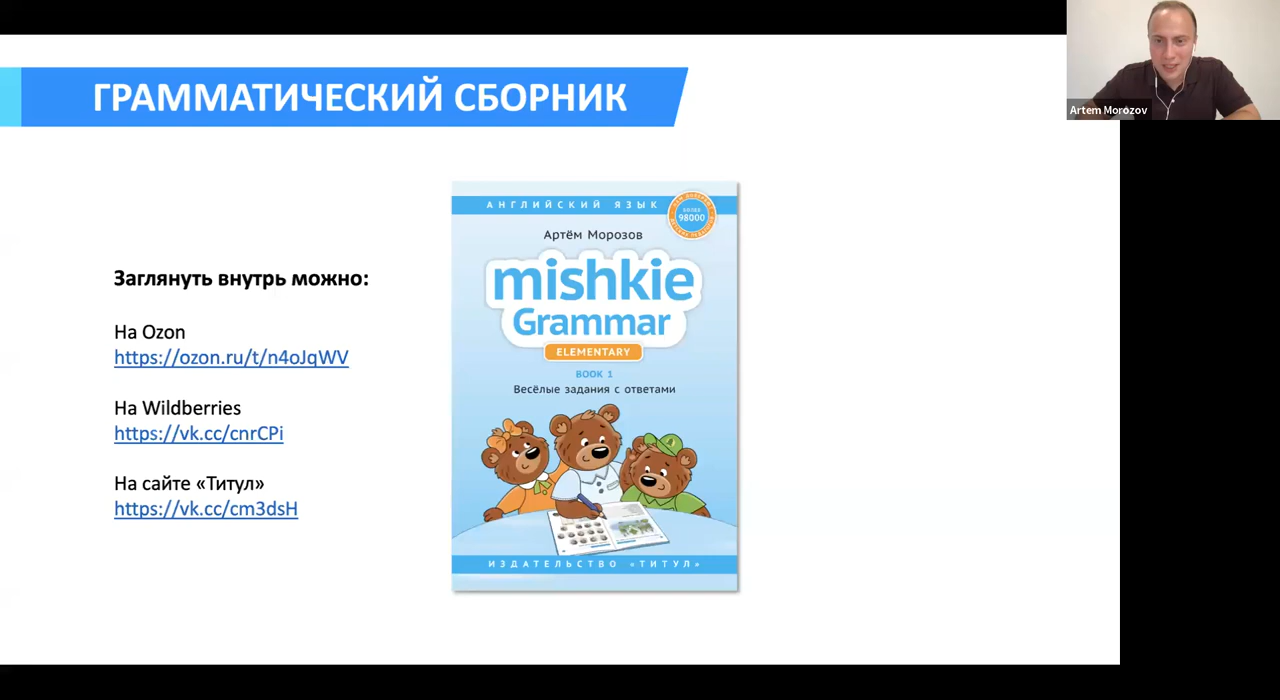 ГРАММАТИЧЕСКИЙ СБОРНИК
Artem Morozov
Заглянуть внутрь можно:
На Ozon
https://ozon.ru/t/n4oJqWV
На Wildberries
https://vk.cc/cnrCPi
На сайте «Титул»
https://vk.cc/cm3dsH
АНГЛИЙСКИЙ ЯЗЫК
98000
Артём Морозов
mishkie
Grammar
ELEMENTARY
BOOK 1
Весёлые задания с ответами
ИЗДАТЕЛЬСТВО «ТИТУЛ»